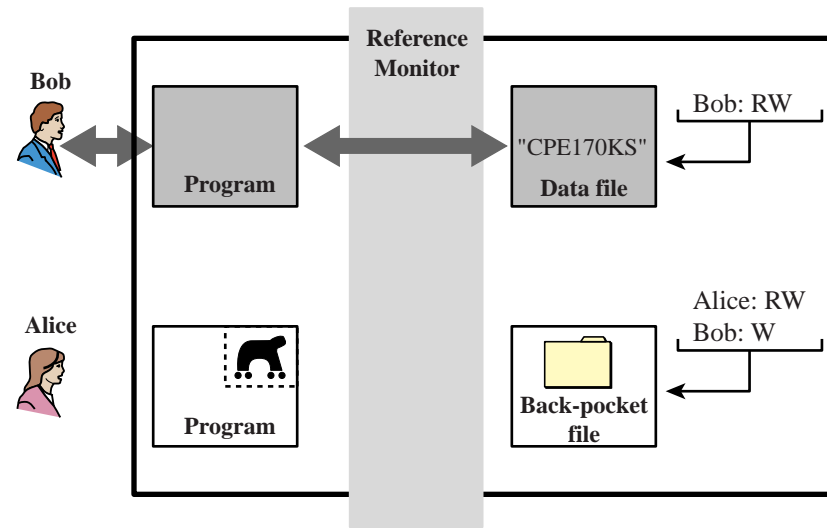 Reference
Monitor
Bob
Bob: RW
"CPE170KS"
Program
Data file
Alice
Alice: RW
Bob: W
Program
Back-pocket
file